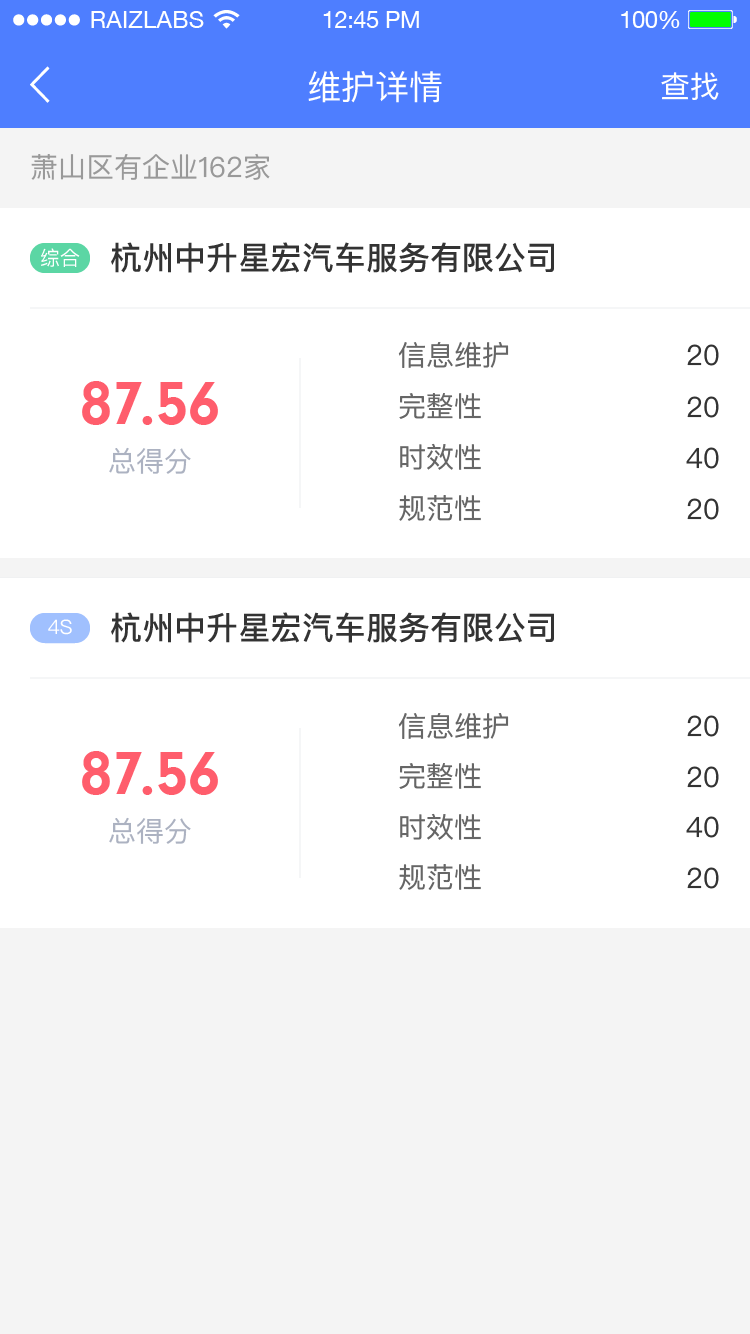 RAIZLABS 12:45 PM 100%
维护详情 查找
萧山区有企业162家
综合 杭州中升星宏汽车服务有限公司
信息维护 20
完整性 20
时效性 40
规范性 20
87.56
总得分
4S 杭州中升星宏汽车服务有限公司
信息维护 20
完整性 20
时效性 40
规范性 20
87.56
总得分